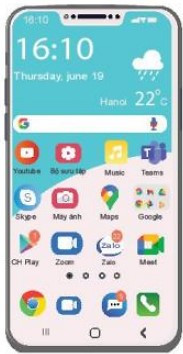 16:10
16:10
Thursday, june 19
Hanoi 22°c
Youtube Bộ sưu tập Music Teams
Skype Máy ảnh Maps Google
Zalo
CH Play Zoom Zalo Meet